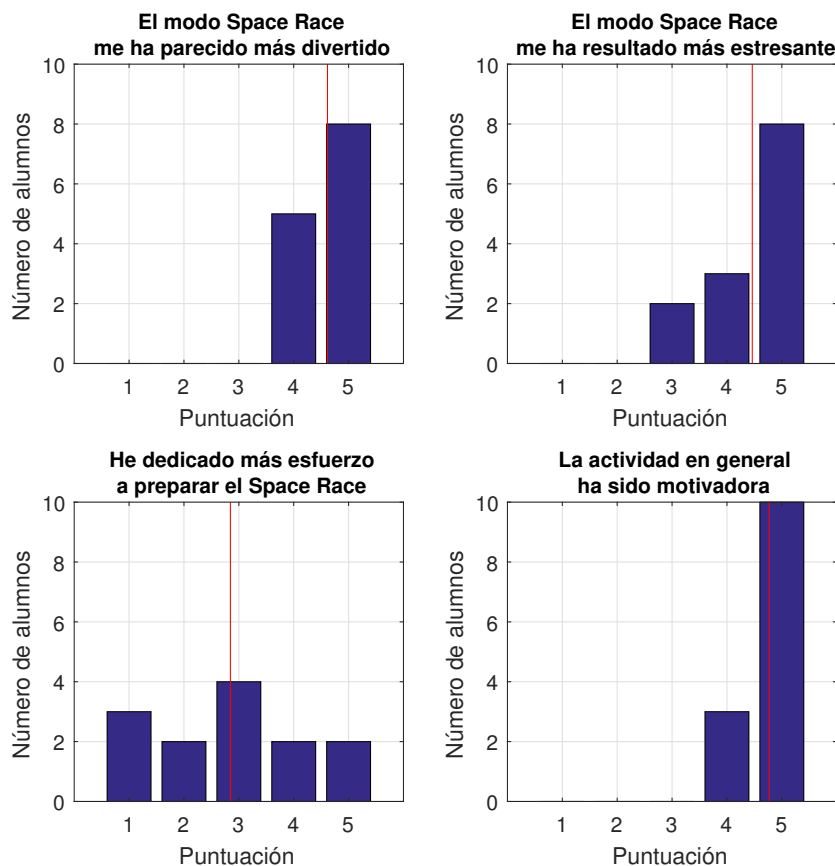 El modo Space Race
me ha parecido más divertido
10
8
6
4
2
0
Número de alumnos
1 2 3 4 5
Puntuación
El modo Space Race
me ha resultado más estresante
10
8
6
4
2
0
Número de alumnos
1 2 3 4 5
Puntuación
He dedicado más esfuerzo
a preparar el Space Race
10
8
6
4
2
0
Número de alumnos
1 2 3 4 5
Puntuación
La actividad en general
ha sido motivadora
10
8
6
4
2
0
Número de alumnos
1 2 3 4 5
Puntuación